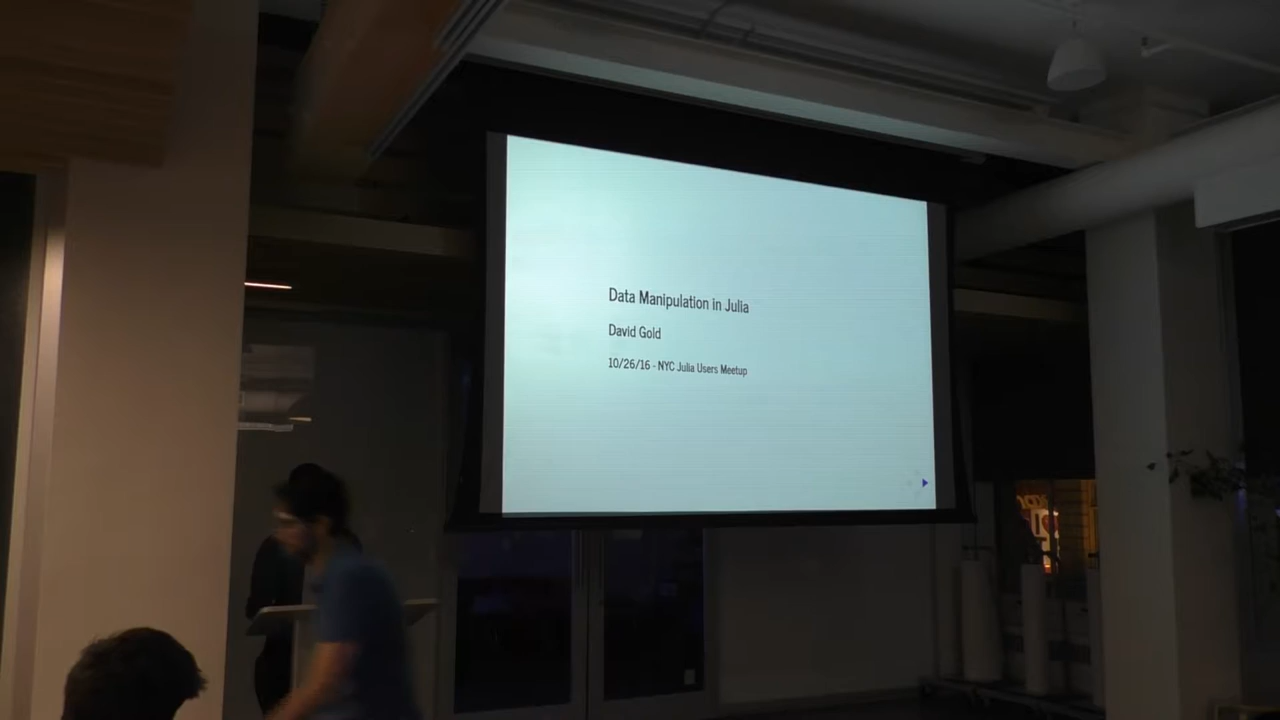 Data Manipulation in Julia
David Gold
10/26/16 - NYC Julia Users Meetup